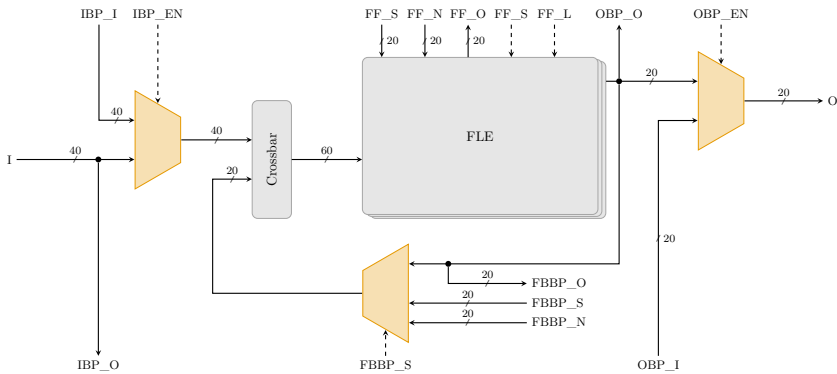 IBP_I IBP_EN FF_S FF_N FF_O FF_S FF_L OBP_O OBP_EN
20 20 20
20
20
O
40
40
FLE
I
40
60
Crossbar
20
20
20
FBBP_O
20
FBBP_S
20
FBBP_N
IBP_O FBBP_S OBP_I